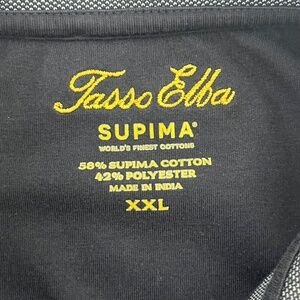 Tasso Elba
SUPIMA®
WORLD'S FINEST COTTONS
58% SUPIMA COTTON
42% POLYESTER
MADE IN INDIA
XXL